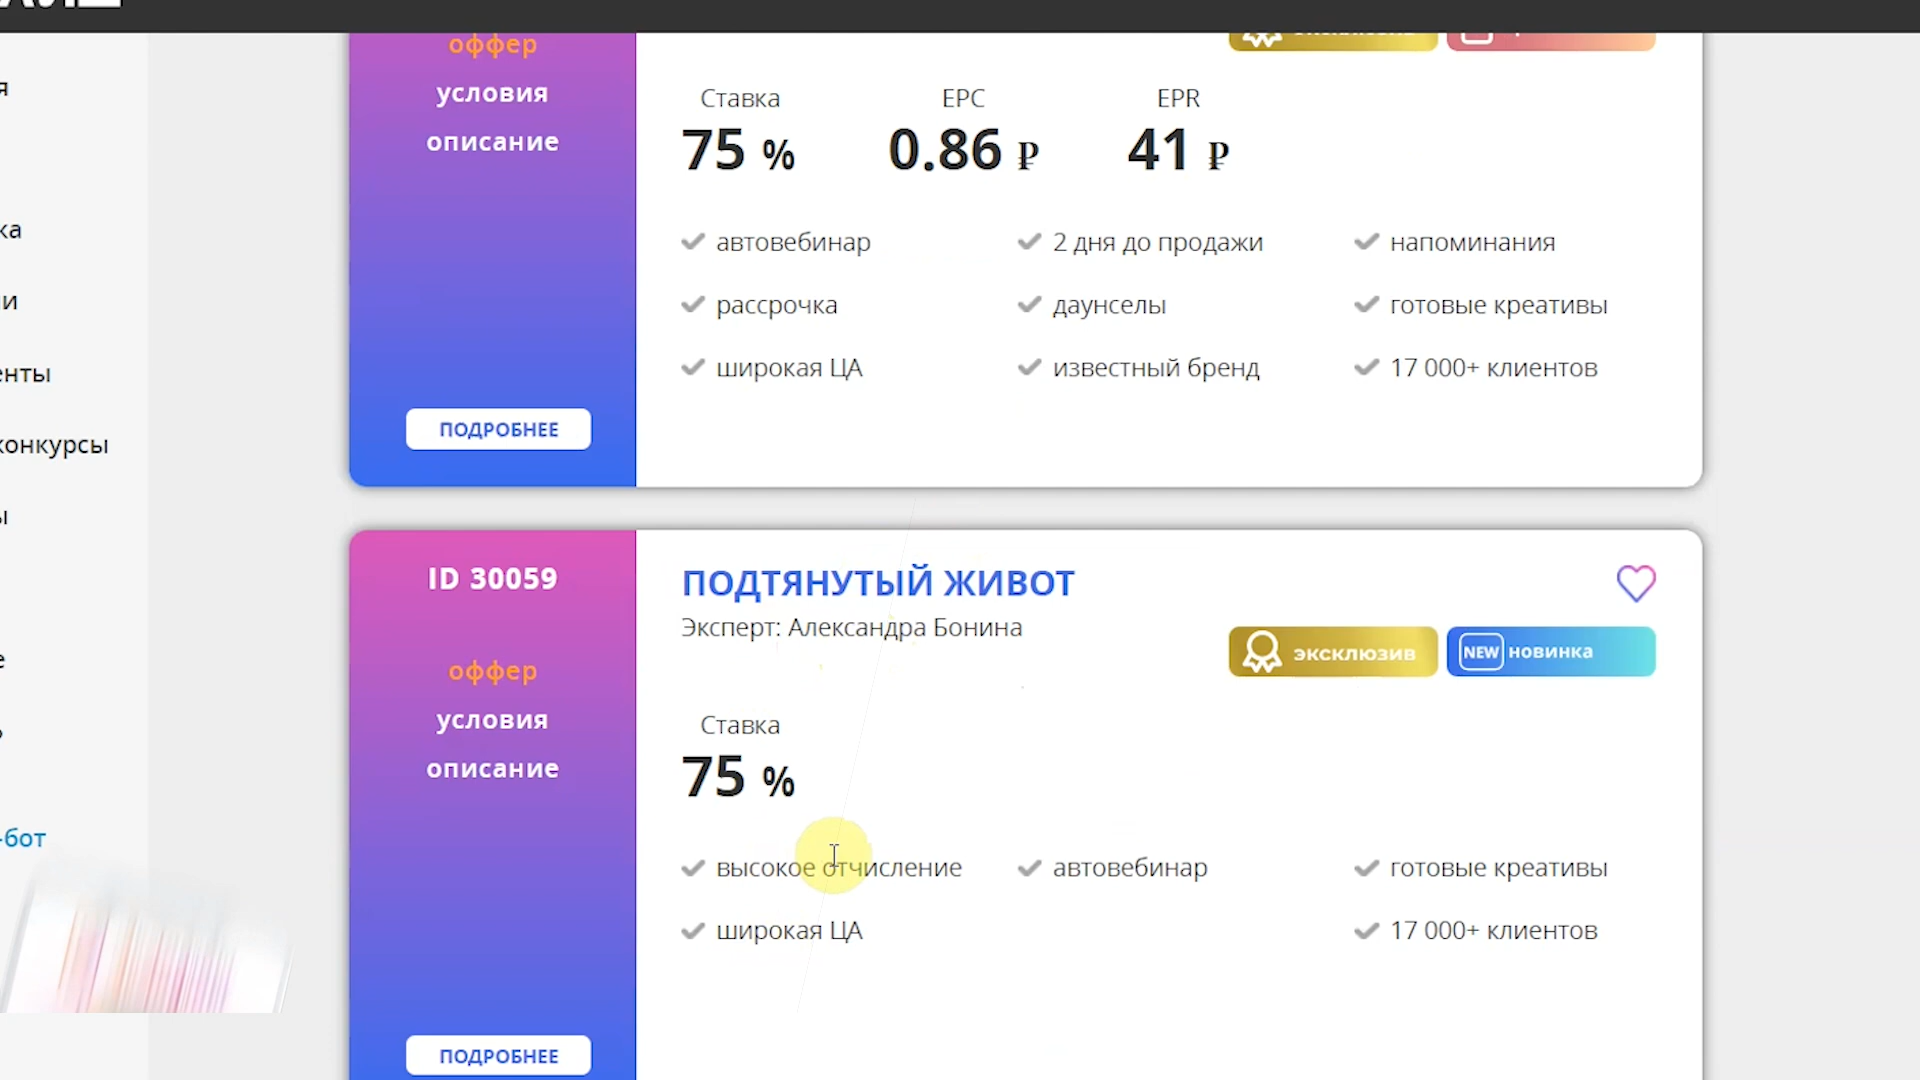 оффер
условия
описание
Ставка
EPC
EPR
75 %
0.86 ₽
41 ₽
автовебинар
2 дня до продажи
напоминания
рассрочка
даунселы
готовые креативы
широкая ЦА
известный бренд
17 000+ клиентов
ПОДРОБНЕЕ
ID 30059
ПОДТЯНУТЫЙ ЖИВОТ
Эксперт: Александра Бонина
эксклюзив
NEW новинка
оффер
условия
описание
Ставка
75 %
высокое отчисление
автовебинар
готовые креативы
широкая ЦА
17 000+ клиентов
ПОДРОБНЕЕ
конкурсы
-бот